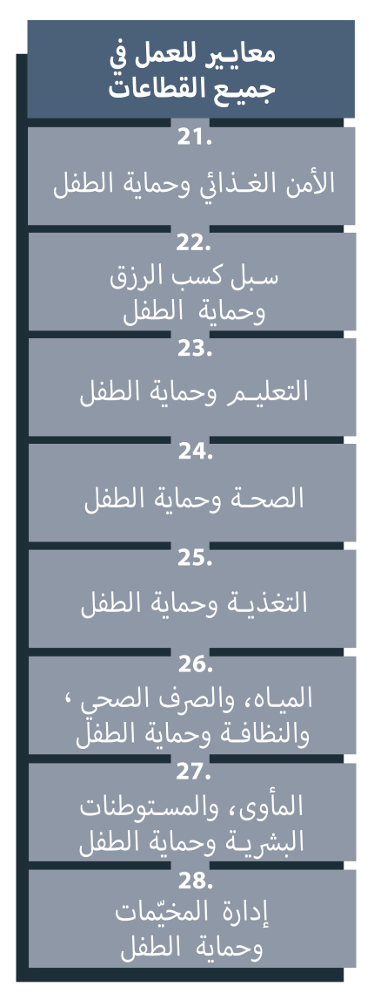 معايير للعمل في
جميع القطاعات
21.
الأمن الغذائي وحماية الطفل
22.
سبل كسب الرزق
وحماية الطفل
23.
التعليم وحماية الطفل
24.
الصحة وحماية الطفل
25.
التغذية وحماية الطفل
26.
المياه، والصرف الصحي ،
والنظافة وحماية الطفل
27.
المأوى، والمستوطنات
البشرية وحماية الطفل
28.
إدارة المخيّمات
وحماية الطفل